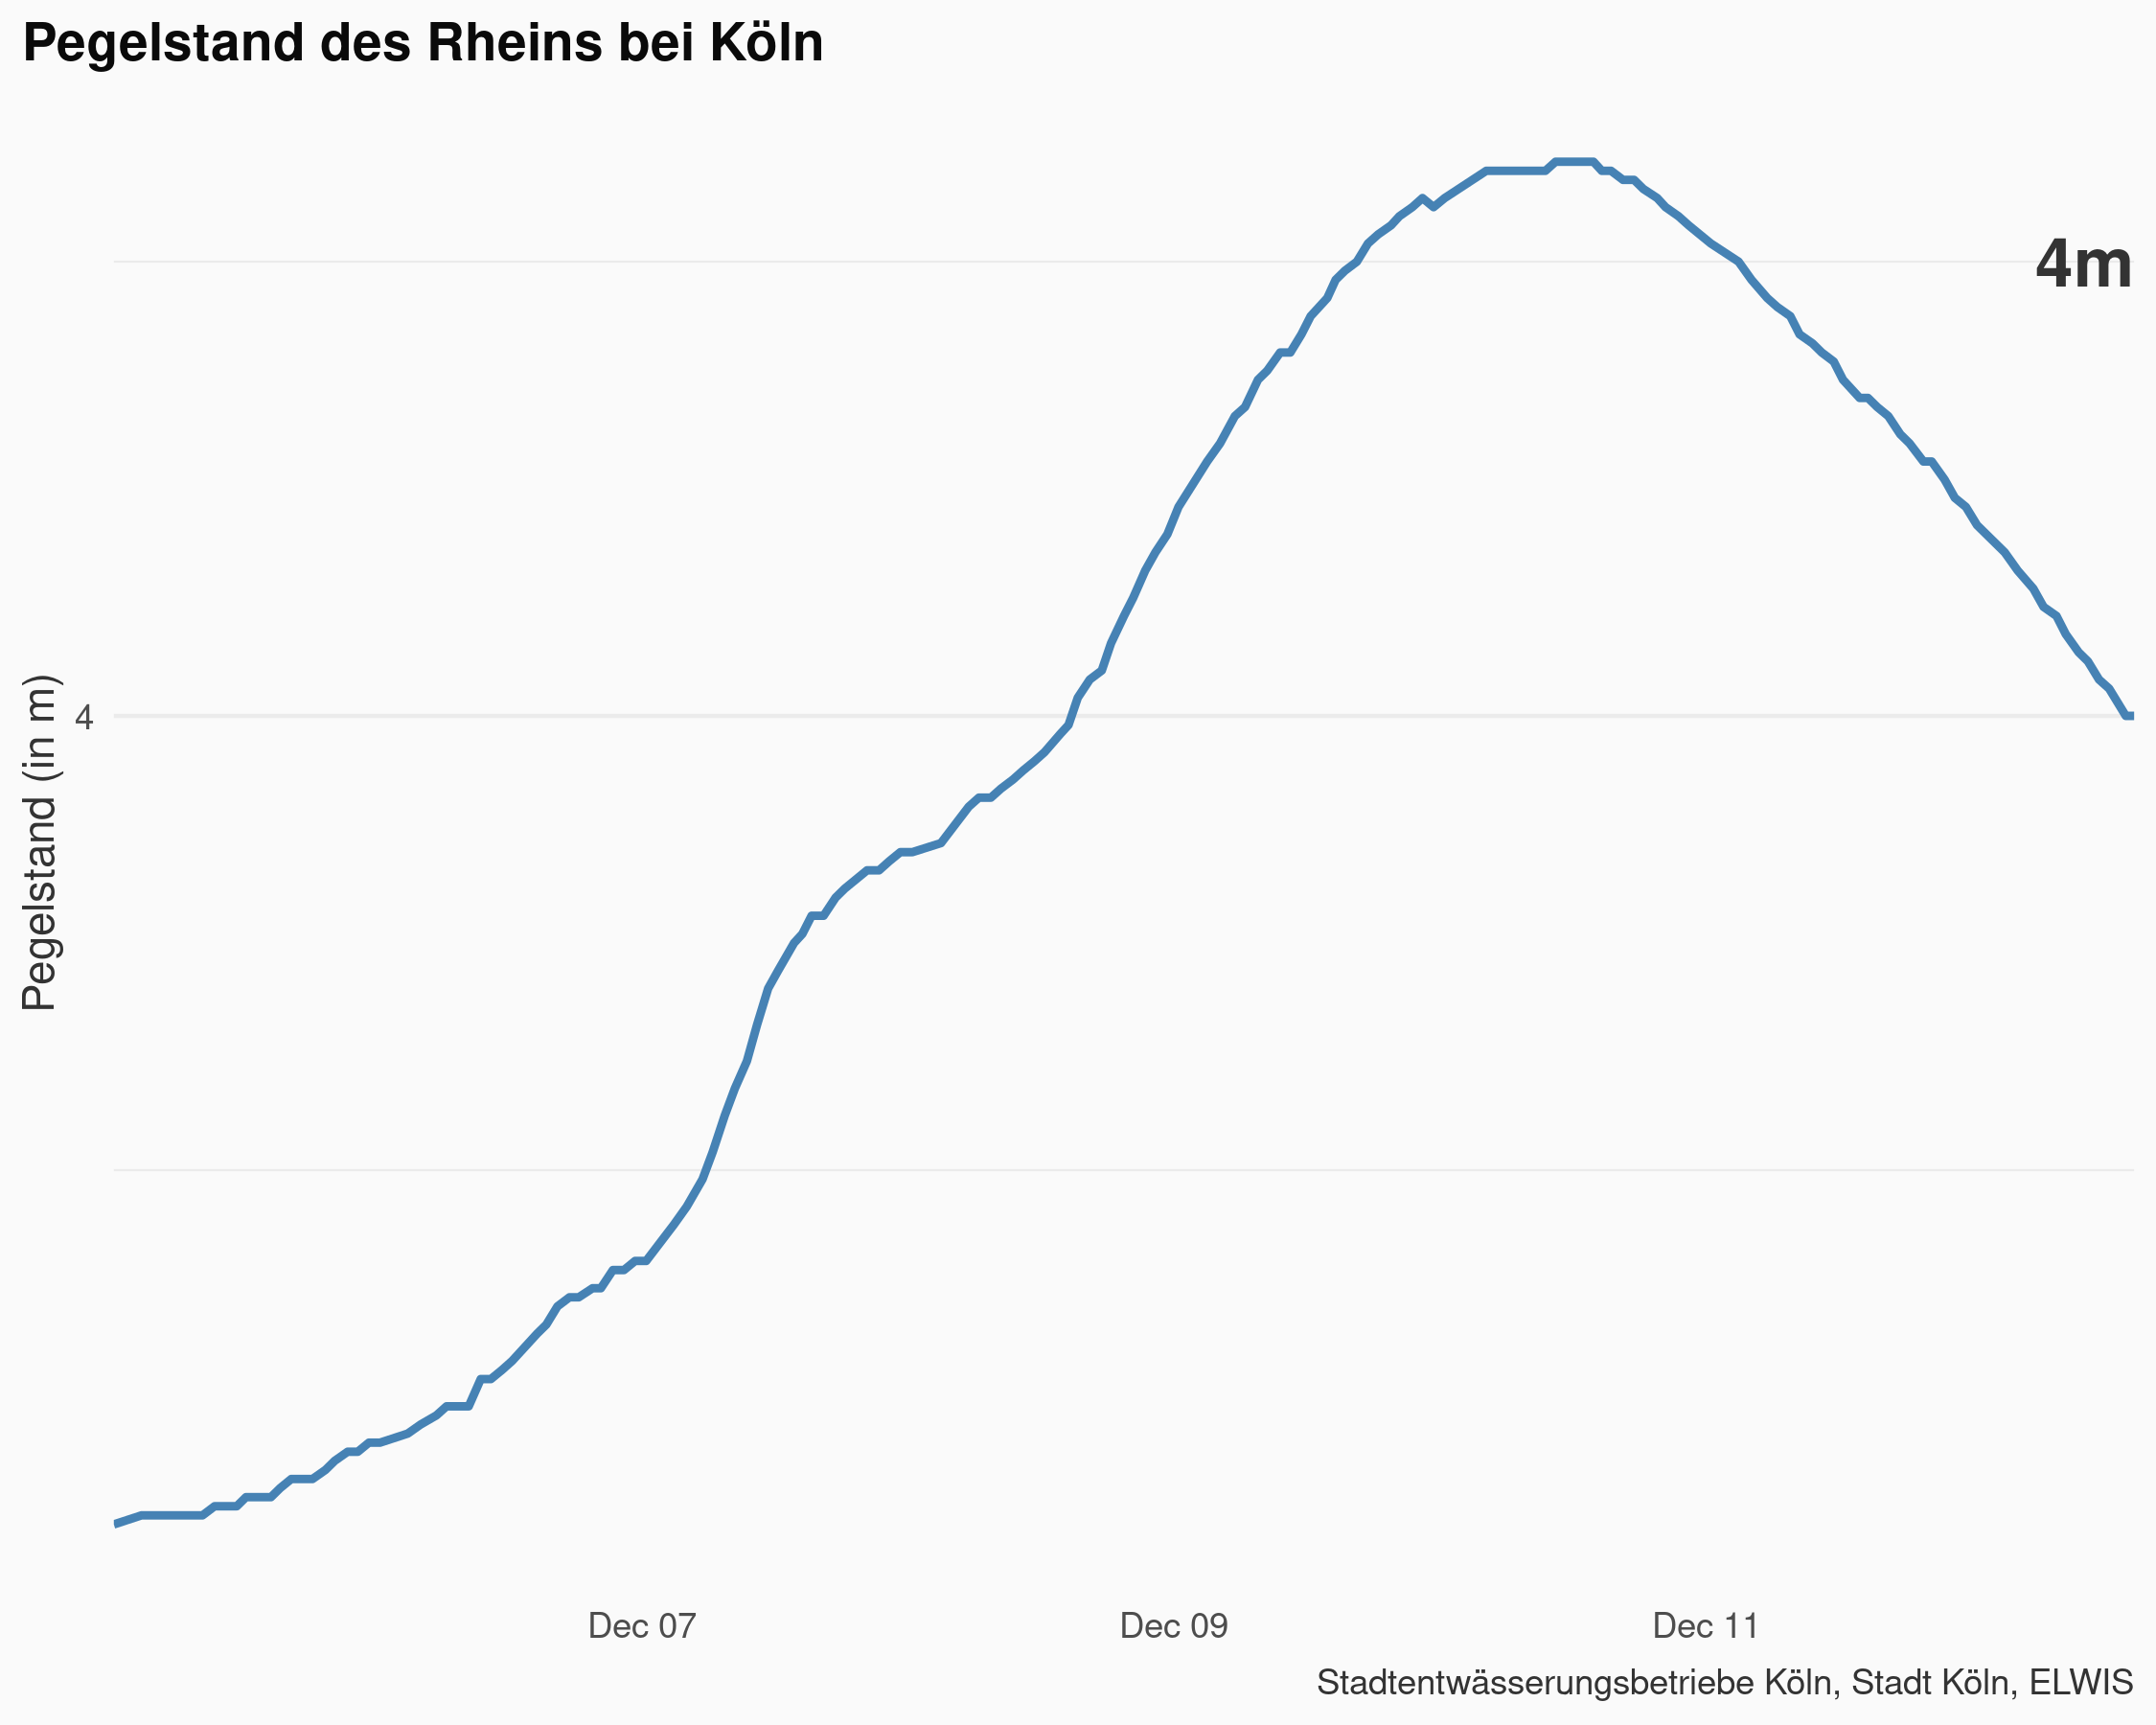 Pegelstand des Rheins bei Köln
4m
Pegelstand (in m)
4
Dec 07
Dec 09
Dec 11
Stadtentwässerungsbetriebe Köln, Stadt Köln, ELWIS